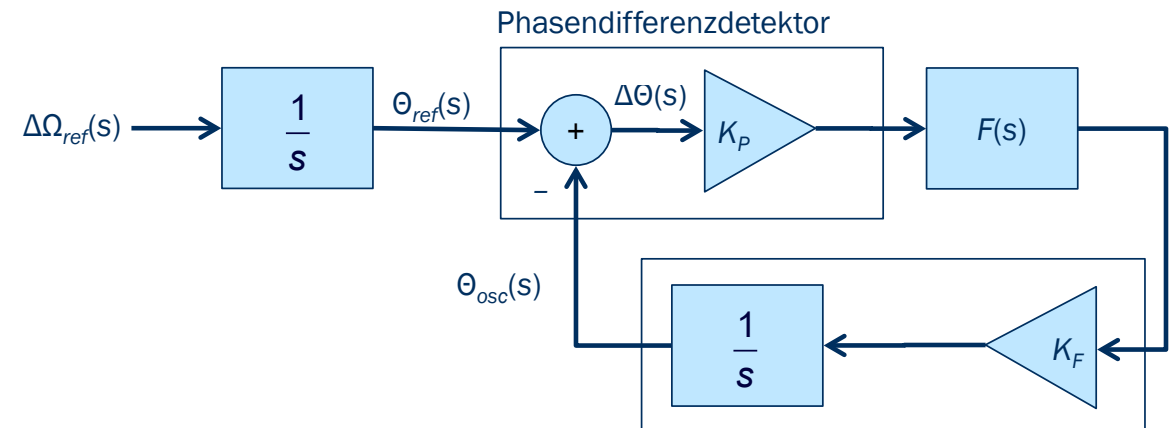 Phasendifferenzdetektor
ΔΩref(s)
1
s
Θref(s)
+
−
ΔΘ(s)
KP
F(s)
Θosc(s)
1
s
KF